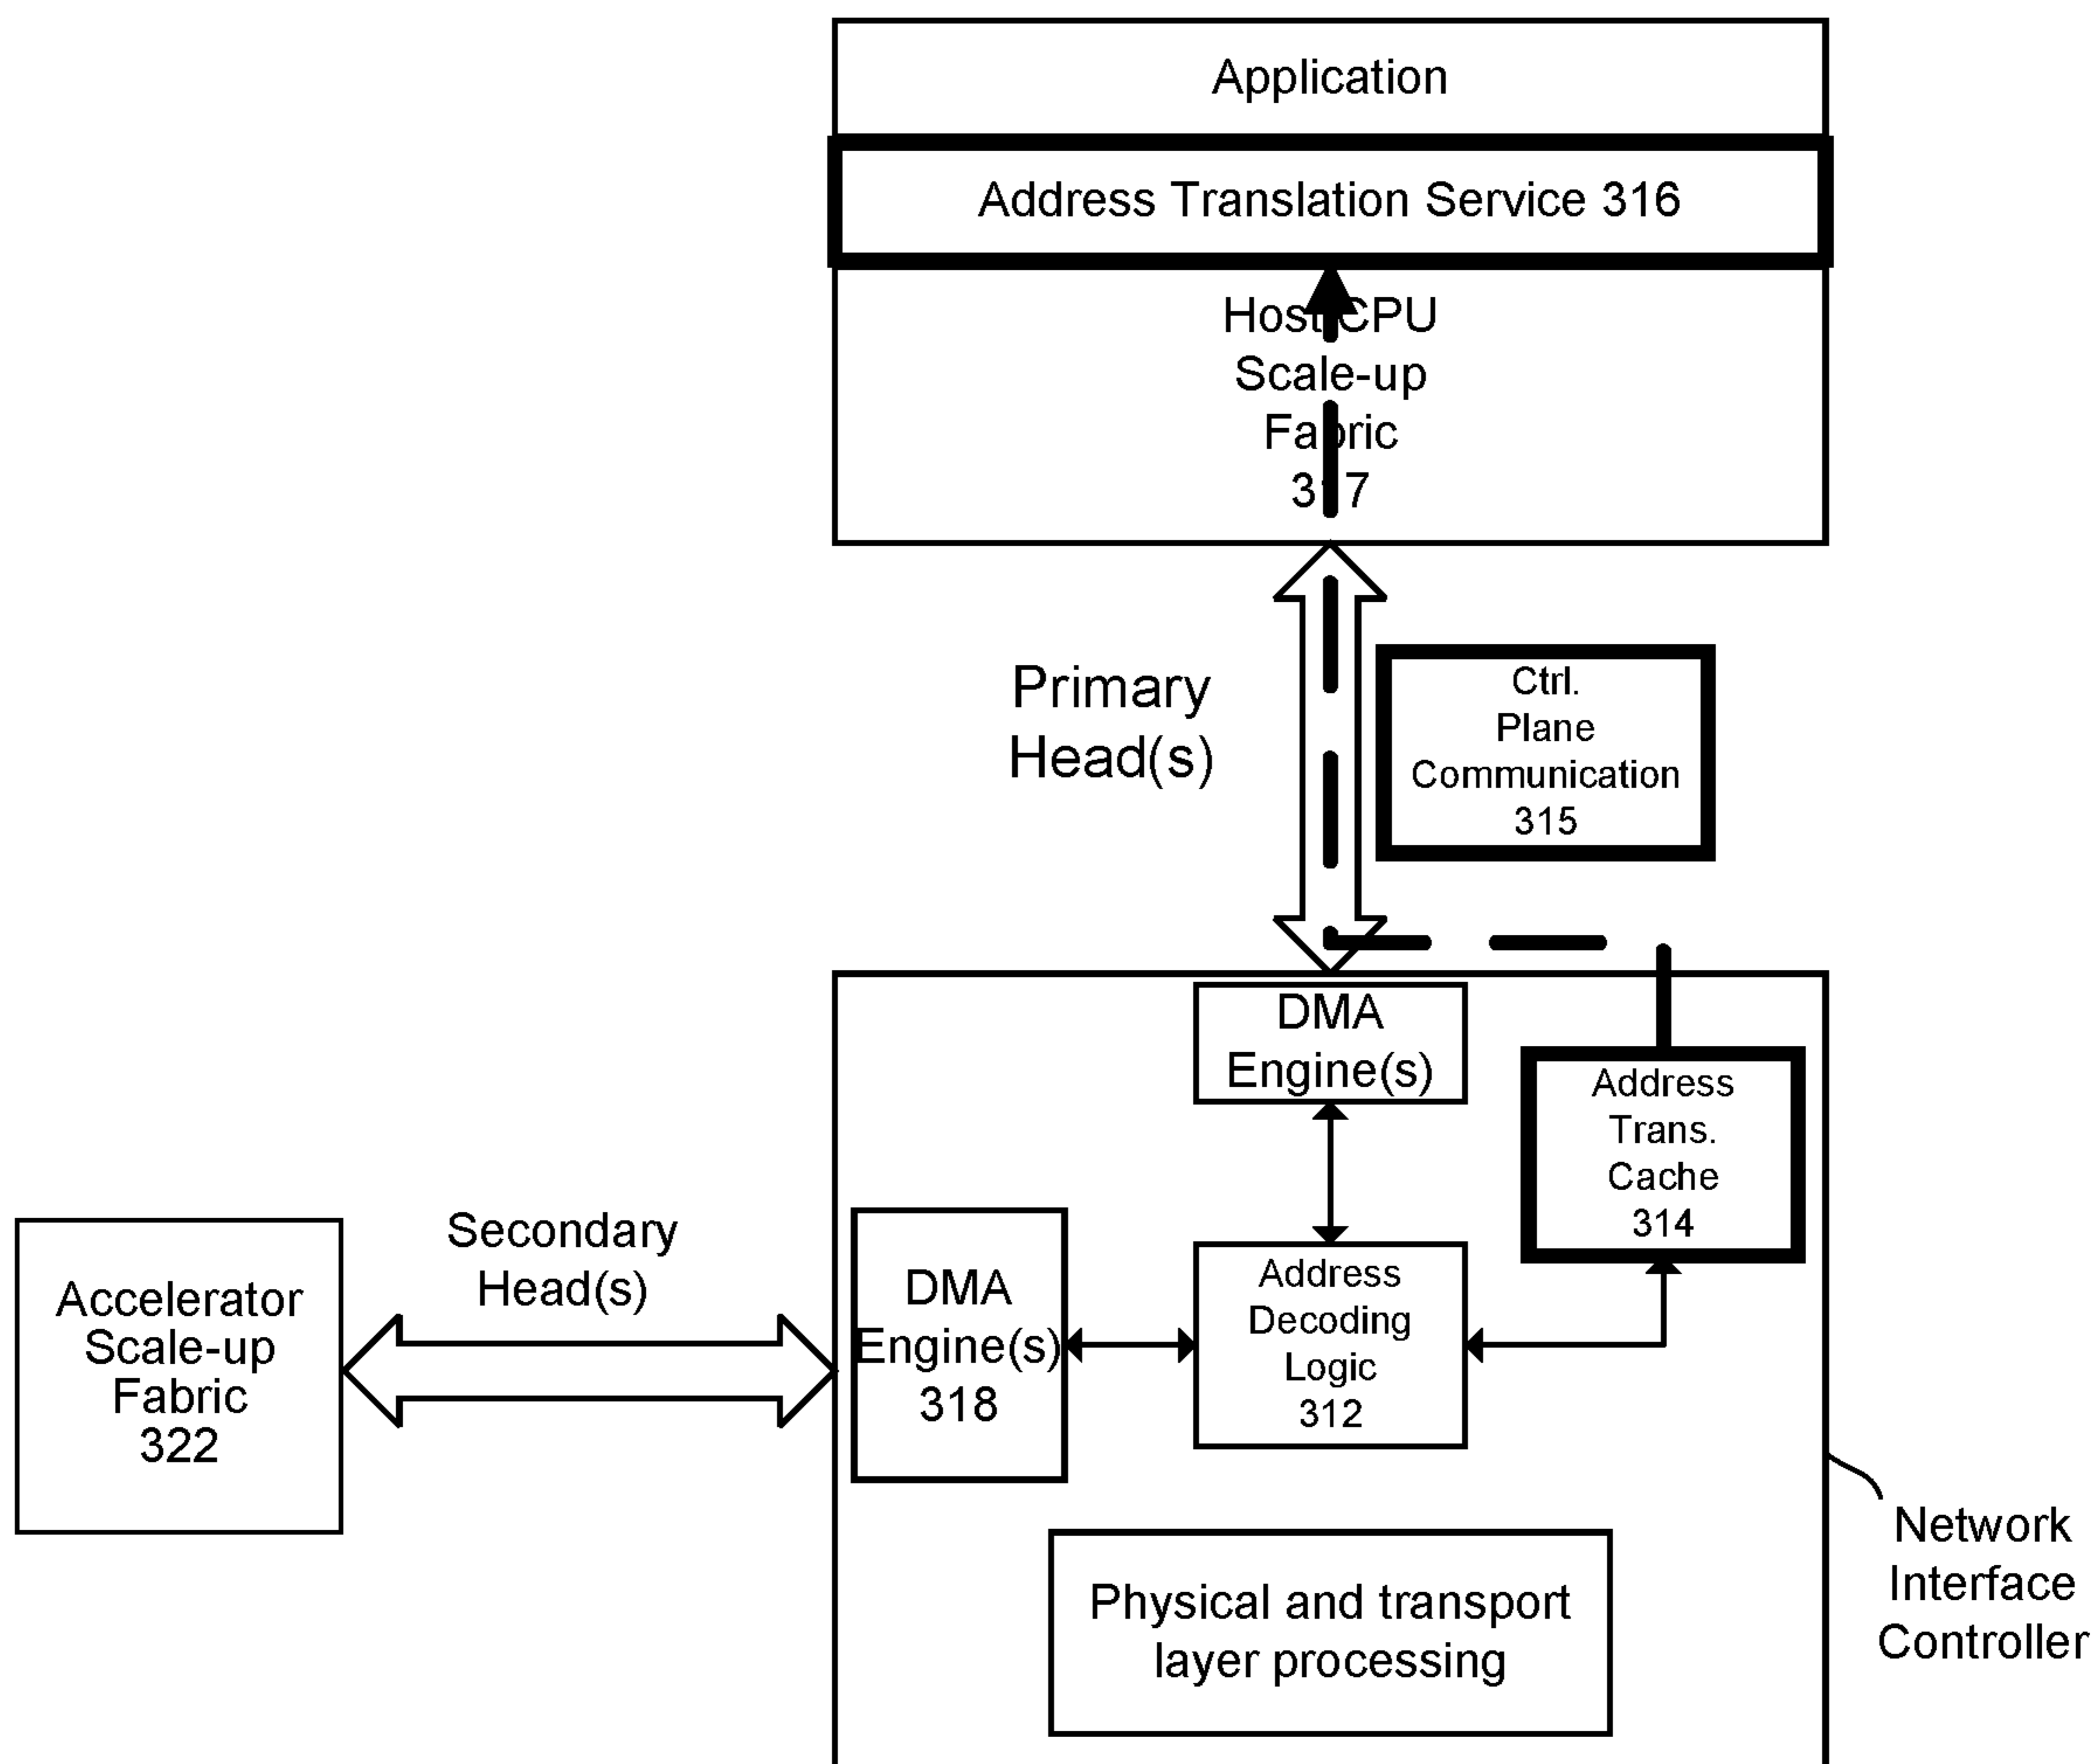 Application
Address Translation Service 316
Host CPU
Scale-up
Fabric
317
Primary
Head(s)
Ctrl.
Plane
Communication
315
DMA
Engine(s)
Address
Trans.
Cache
314
Secondary
Head(s)
Accelerator
Scale-up
Fabric
322
DMA
Engine(s)
318
Address
Decoding
Logic
312
Physical and transport
layer processing
Network
Interface
Controller